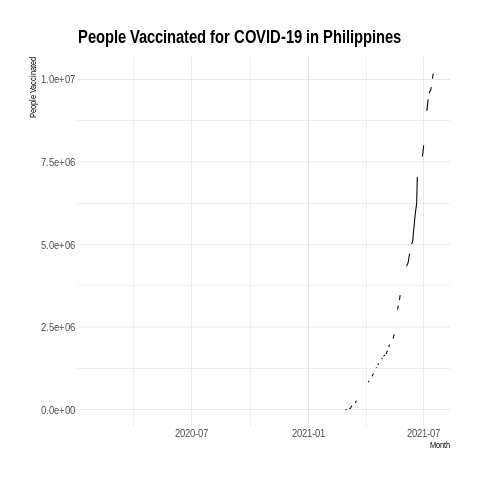 People Vaccinated for COVID-19 in Philippines
People Vaccinated
1.0e+07
7.5e+06
5.0e+06
2.5e+06
0.0e+00
2020-07
2021-01
2021-07
Month